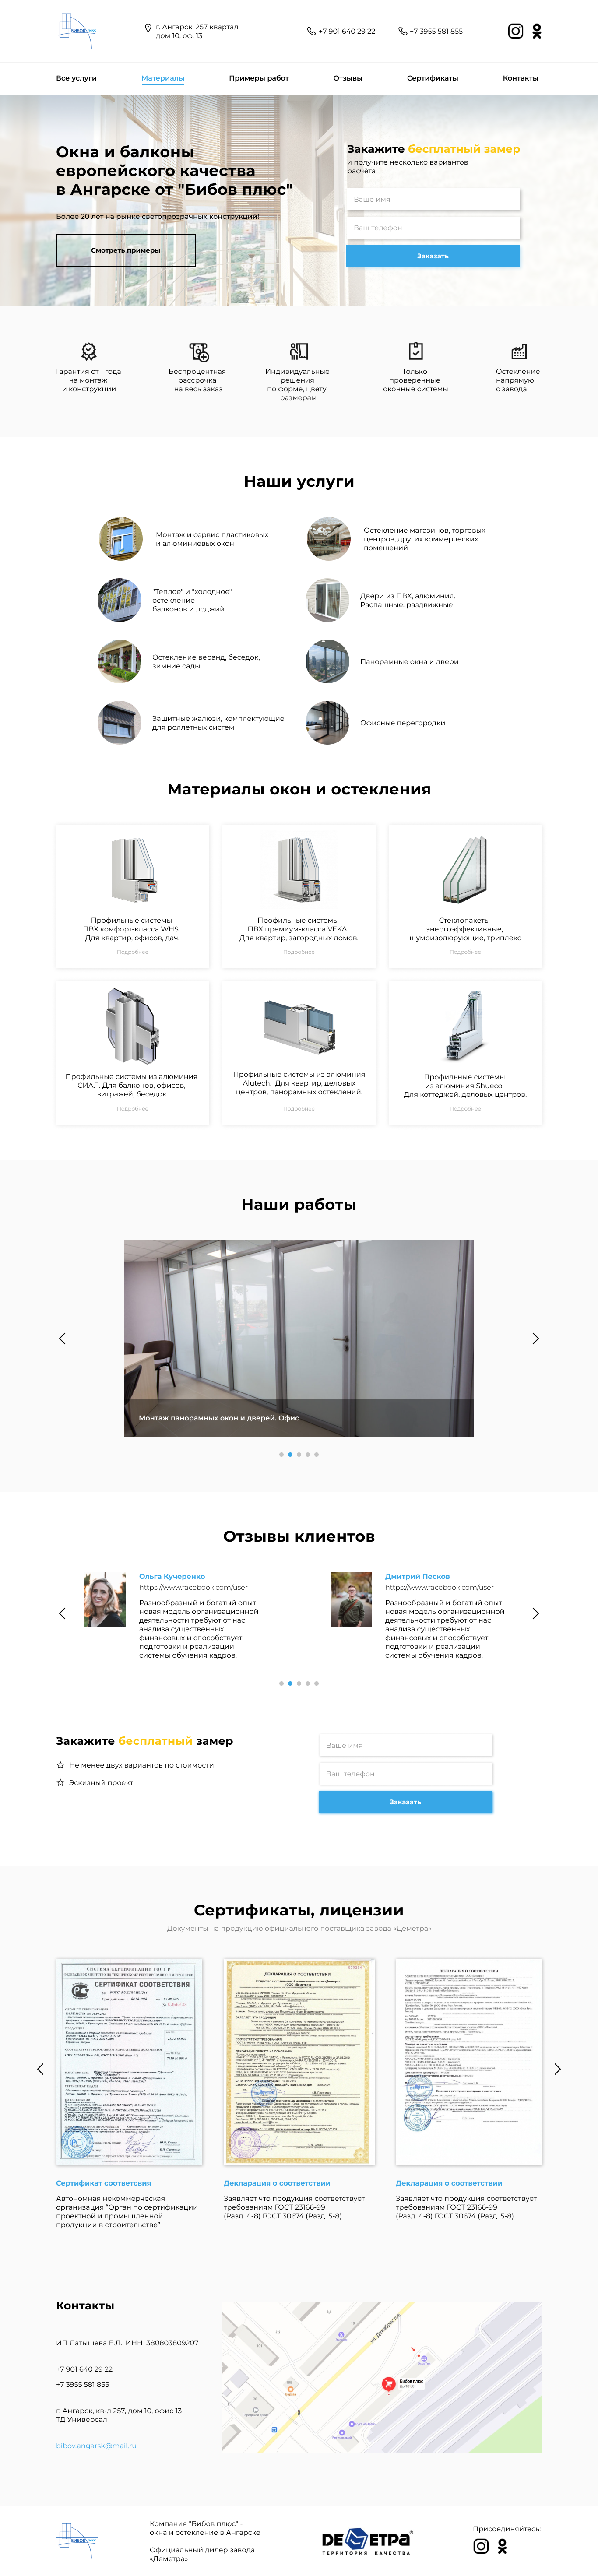 БИБОВ
г. Ангарск, 257 квартал,
дом 10, оф. 13
+7 901 640 29 22
+7 3955 581 855
Все услуги
Материалы
Примеры работ
Отзывы
Сертификаты
Контакты
Окна и балконы
европейского качества
в Ангарске от "Бибов плюс"
Более 20 лет на рынке светопрозрачных конструкций!
Смотреть примеры
Закажите бесплатный замер
и получите несколько вариантов
расчёта
Ваше имя
Ваш телефон
Заказать
Гарантия от 1 года
на монтаж
и конструкции
Беспроцентная
рассрочка
на весь заказ
Индивидуальные
решения
по форме, цвету,
размерам
Только
проверенные
оконные системы
Остекление
напрямую
с завода
Наши услуги
Монтаж и сервис пластиковых
и алюминиевых окон
Остекление магазинов, торговых
центров, других коммерческих
помещений
"Теплое" и "холодное"
остекление
балконов и лоджий
Двери из ПВХ, алюминия.
Распашные, раздвижные
Остекление веранд, беседок,
зимние сады
Панорамные окна и двери
Защитные жалюзи, комплектующие
для роллетных систем
Офисные перегородки
Материалы окон и остекления
Профильные системы
ПВХ комфорт-класса WHS.
Для квартир, офисов, дач.
Подробнее
Профильные системы
ПВХ премиум-класса VEKA.
Для квартир, загородных домов.
Подробнее
Стеклопакеты
энергоэффективные,
шумоизолирующие, триплекс
Подробнее
Профильные системы из алюминия
СИАЛ. Для балконов, офисов,
витражей, беседок.
Подробнее
Профильные системы из алюминия
Alutech. Для квартир, деловых
центров, панорамных остеклений.
Подробнее
Профильные системы
из алюминия Shueco.
Для коттеджей, деловых центров.
Подробнее
Наши работы
Монтаж панорамных окон и дверей. Офис
Отзывы клиентов
Ольга Кучеренко
https://www.facebook.com/user
Разнообразный и богатый опыт
новая модель организационной
деятельности требуют от нас
анализа существенных
финансовых и способствует
подготовки и реализации
системы обучения кадров.
Дмитрий Песков
https://www.facebook.com/user
Разнообразный и богатый опыт
новая модель организационной
деятельности требуют от нас
анализа существенных
финансовых и способствует
подготовки и реализации
системы обучения кадров.
Закажите бесплатный замер
Не менее двух вариантов по стоимости
Эскизный проект
Ваше имя
Ваш телефон
Заказать
Сертификаты, лицензии
Документы на продукцию официального поставщика завода «Деметра»
СИСТЕМА СЕРТИФИКАЦИИ ГОСТ Р
СЕРТИФИКАТ СООТВЕТСТВИЯ
ДЕКЛАРАЦИЯ О СООТВЕТСТВИИ
ДЕКЛАРАЦИЯ О СООТВЕТСТВИИ
Сертификат соответсвия
Автономная некоммерческая
организация "Орган по сертификации
проектной и промышленной
продукции в строительстве"
Декларация о соответствии
Заявляет что продукция соответствует
требованиям ГОСТ 23166-99
(Разд. 4-8) ГОСТ 30674 (Разд. 5-8)
Декларация о соответствии
Заявляет что продукция соответствует
требованиям ГОСТ 23166-99
(Разд. 4-8) ГОСТ 30674 (Разд. 5-8)
Контакты
ИП Латышева Е.Л., ИНН 380803809207
+7 901 640 29 22
+7 3955 581 855
г. Ангарск, кв-л 257, дом 10, офис 13
ТД Универсал
bibov.angarsk@mail.ru
ул. Декабристов
Бибов плюс
БИБОВ
Компания "Бибов плюс" -
окна и остекление в Ангарске
Официальный дилер завода
«Деметра»
DEМЕТРА®
ТЕРРИТОРИЯ КАЧЕСТВА
Присоединяйтесь: